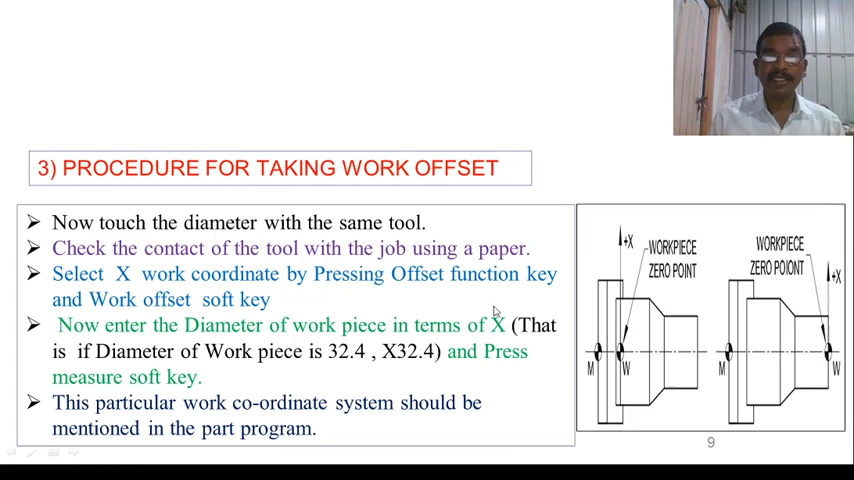 3) PROCEDURE FOR TAKING WORK OFFSET
Now touch the diameter with the same tool.
Check the contact of the tool with the job using a paper.
Select X work coordinate by Pressing Offset function key
and Work offset soft key
Now enter the Diameter of work piece in terms of X (That
is if Diameter of Work piece is 32.4 , X32.4) and Press
measure soft key.
This particular work co-ordinate system should be
mentioned in the part program.
+X
WORKPIECE
ZERO POINT
M
W
WORKPIECE
ZERO POIONT
+X
M
W
9